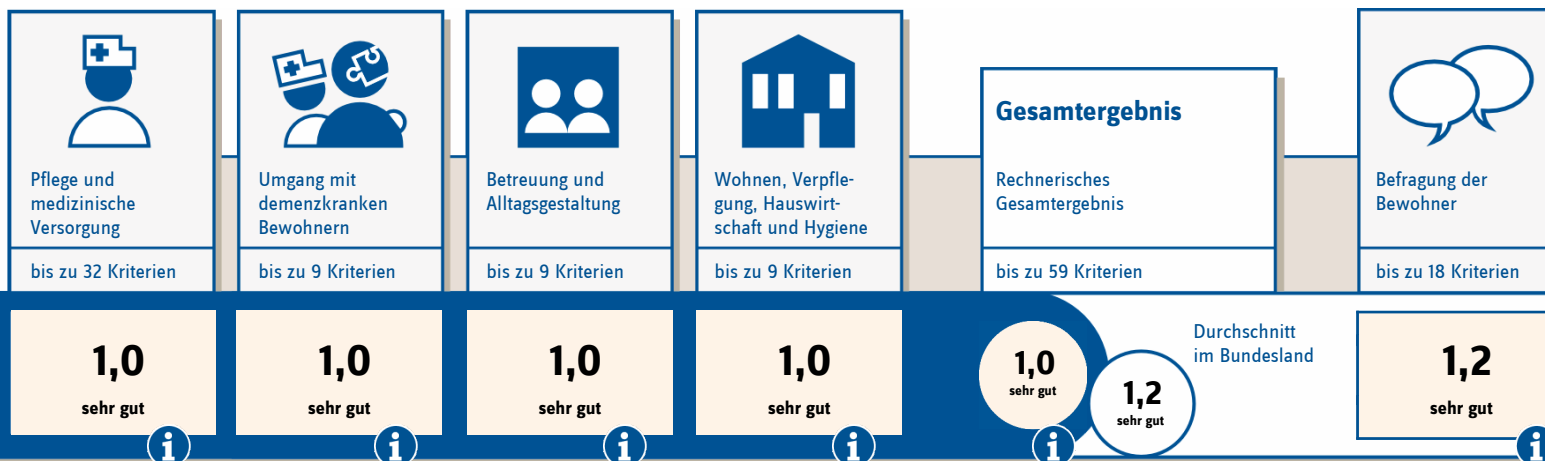 Pflege und
medizinische
Versorgung
bis zu 32 Kriterien
1,0
sehr gut
i
Umgang mit
demenzkranken
Bewohnern
bis zu 9 Kriterien
1,0
sehr gut
i
Betreuung und
Alltagsgestaltung
bis zu 9 Kriterien
1,0
sehr gut
i
Wohnen, Verpfle-
gung, Hauswirt-
schaft und Hygiene
bis zu 9 Kriterien
1,0
sehr gut
i
Gesamtergebnis
Rechnerisches
Gesamtergebnis
bis zu 59 Kriterien
1,0
sehr gut
i
Durchschnitt
im Bundesland
1,2
sehr gut
Befragung der
Bewohner
bis zu 18 Kriterien
1,2
sehr gut
i